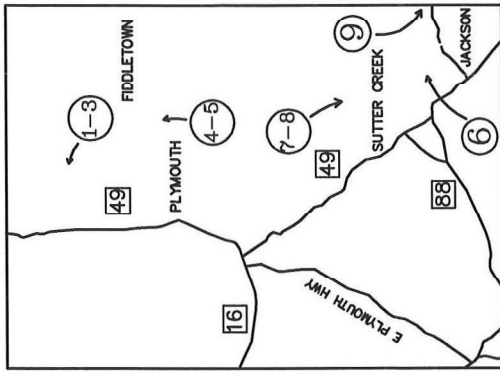 1-3
FIDDLETOWN
49
PLYMOUTH
4-5
16
7-8
9
49
SUTTER CREEK
JACKSON
E PLYMOUTH HWY
88
6